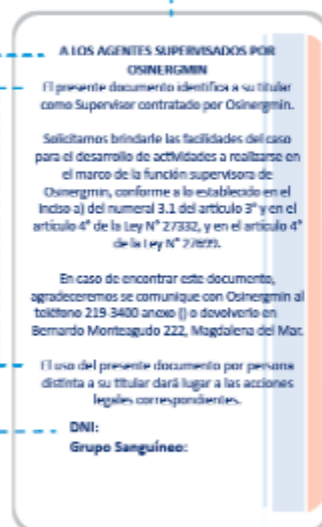 A LOS AGENTES SUPERVISADOS POR
OSINERGMIN
El presente documento identifica a su titular
como Supervisor contratado por Osinergmin.
Solicitamos brindarle las facilidades del caso
para el desarrollo de actividades a realizarse en
el marco de la función supervisora de
Osinergmin, conforme a lo establecido en el
inciso a) del numeral 3.1 del artículo 3° y en el
artículo 4° de la Ley N° 27332, y en el artículo 4°
de la Ley N° 27699.
En caso de encontrar este documento,
agradeceremos se comunique con Osinergmin al
teléfono 219-3400 anexo () o devolverlo en
Bernardo Monteagudo 222, Magdalena del Mar.
El uso del presente documento por persona
distinta a su titular dará lugar a las acciones
legales correspondientes.
DNI:
Grupo Sanguíneo: